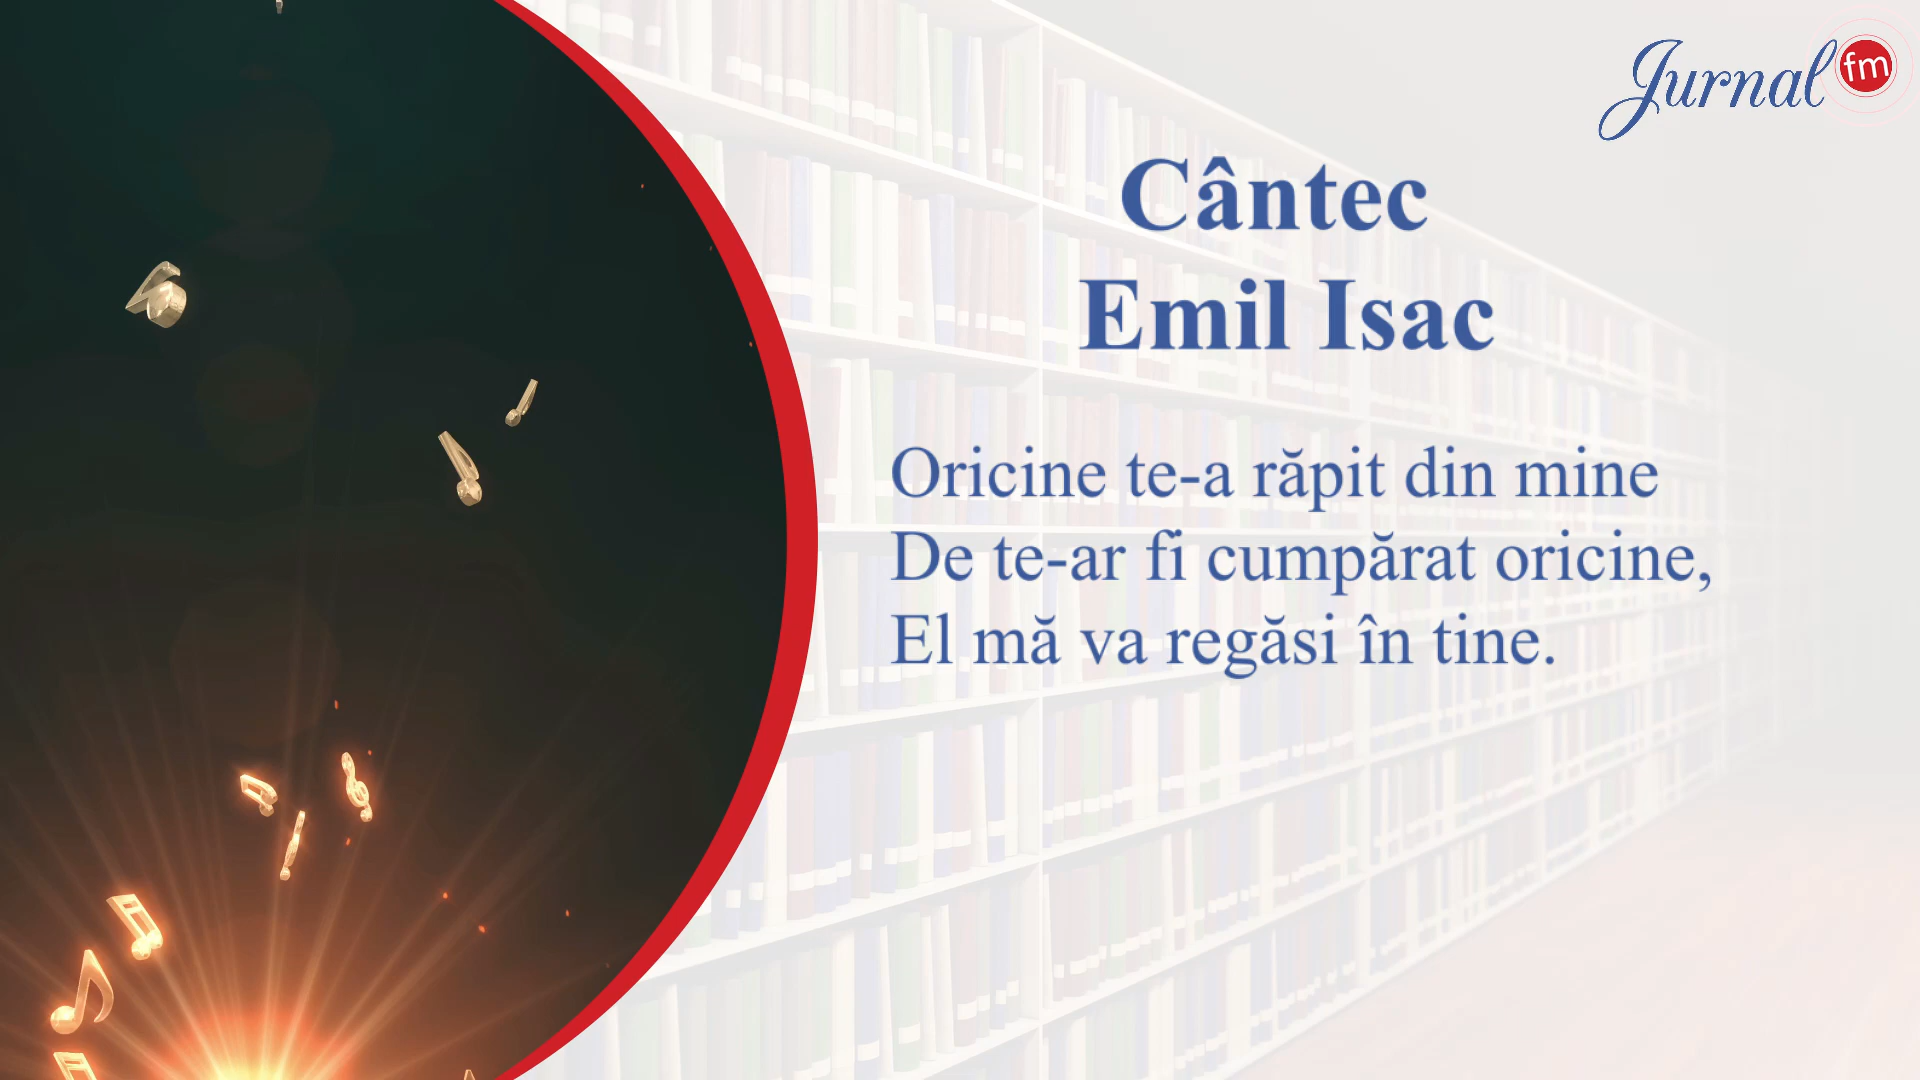 Jurnal fm
Cântec
Emil Isac
Oricine te-a răpit din mine
De te-ar fi cumpărat oricine,
El mă va regăsi în tine.